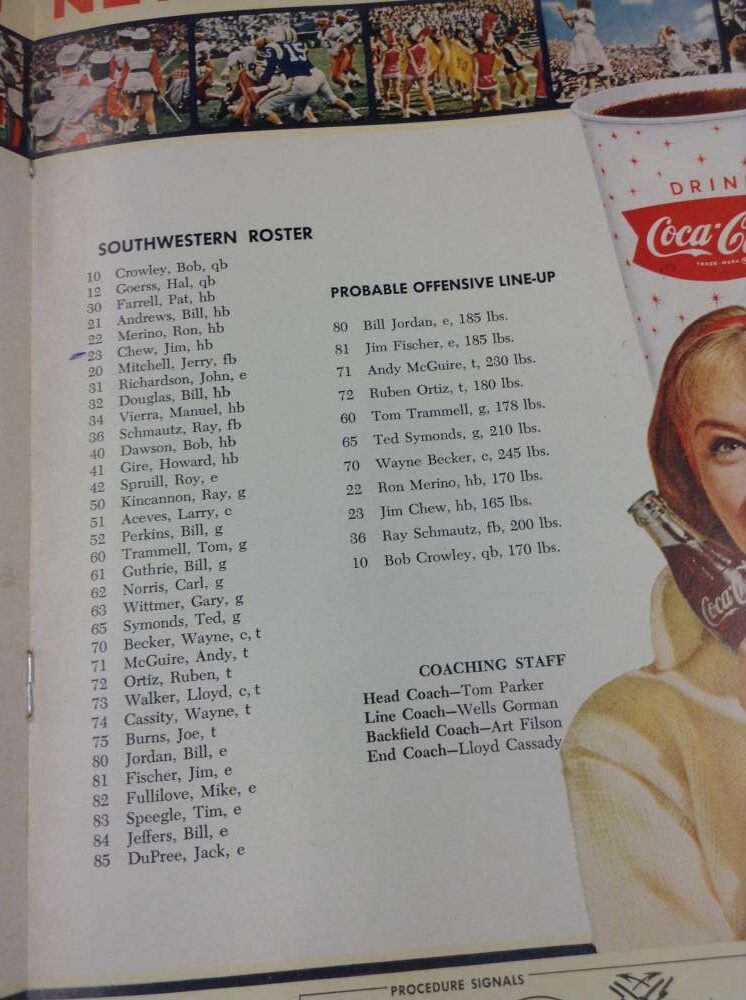 SOUTHWESTERN ROSTER
10 Crowley, Bob, qb
12 Goerss, Hal, qb
30 Farrell, Pat, hb
21 Andrews, Bill, hb
22 Merino, Ron, hb
23 Chew, Jim, hb
20 Mitchell, Jerry, fb
31 Richardson, John, e
32 Douglas, Bill, hb
34 Vierra, Manuel, hb
36 Schmautz, Ray, fb
40 Dawson, Bob, hb
41 Gire, Howard, hb
42 Spruill, Roy, e
50 Kincannon, Ray, g
51 Aceves, Larry, c
52 Perkins, Bill, g
60 Trammell, Tom, g
61 Guthrie, Bill, g
62 Norris, Carl, g
63 Wittmer, Gary, g
65 Symonds, Ted, g
70 Becker, Wayne, c, t
71 McGuire, Andy, t
72 Ortiz, Ruben, t
73 Walker, Lloyd, c, t
74 Cassity, Wayne, t
75 Burns, Joe, t
80 Jordan, Bill, e
81 Fischer, Jim, e
82 Fullilove, Mike, e
83 Speegle, Tim, e
84 Jeffers, Bill, e
85 DuPree, Jack, e
PROBABLE OFFENSIVE LINE-UP
80 Bill Jordan, e, 185 lbs.
81 Jim Fischer, e, 185 lbs.
71 Andy McGuire, t, 230 lbs.
72 Ruben Ortiz, t, 180 lbs.
60 Tom Trammell, g, 178 lbs.
65 Ted Symonds, g, 210 lbs.
70 Wayne Becker, c, 245 lbs.
22 Ron Merino, hb, 170 lbs.
23 Jim Chew, hb, 165 lbs.
36 Ray Schmautz, fb, 200 lbs.
10 Bob Crowley, qb, 170 lbs.
COACHING STAFF
Head Coach—Tom Parker
Line Coach—Wells Gorman
Backfield Coach—Art Filson
End Coach—Lloyd Cassady
DRIN
Coca-C
TRADE-MARK ®
Coca
15
PROCEDURE SIGNALS